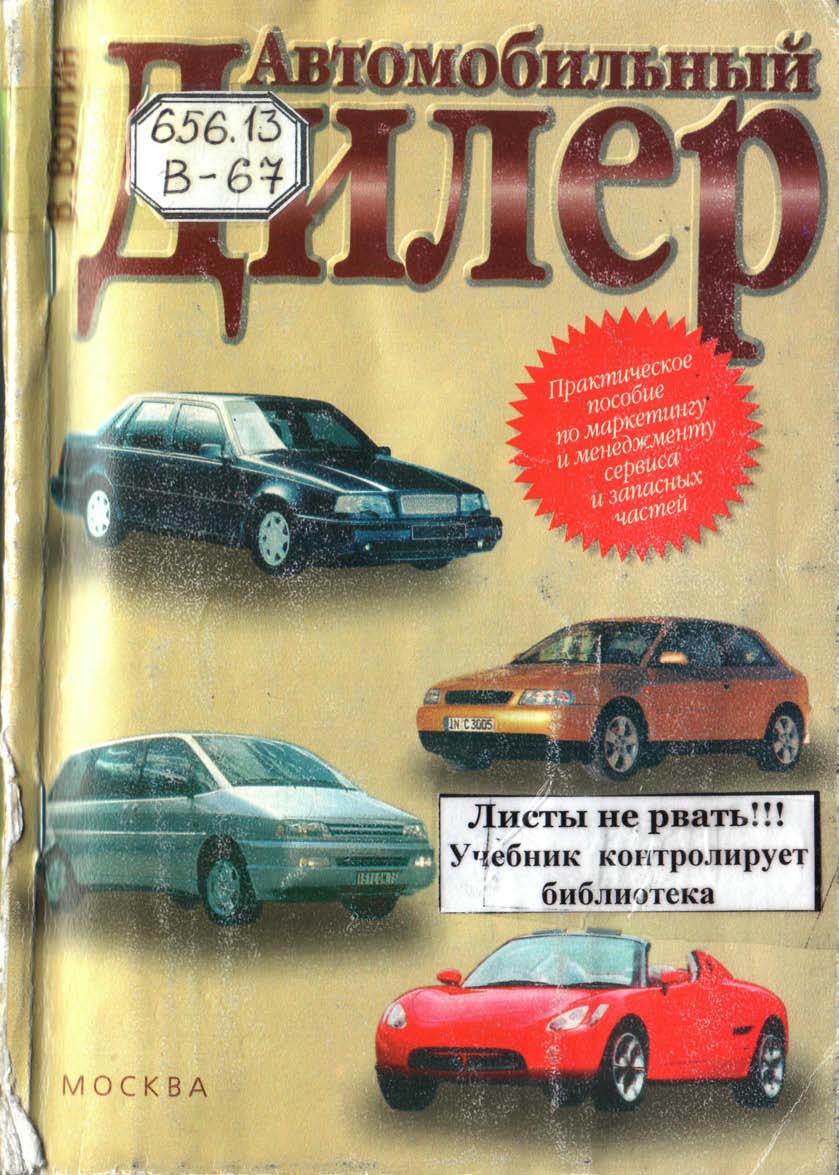 В. Волгин
Автомобильный
Дилер
656.13
В-67
Практическое
пособие
по маркетингу
и менеджменту
сервиса
и запасных
частей
IN C 3005
Листы не рвать!!!
Учебник контролирует
библиотека
МОСКВА